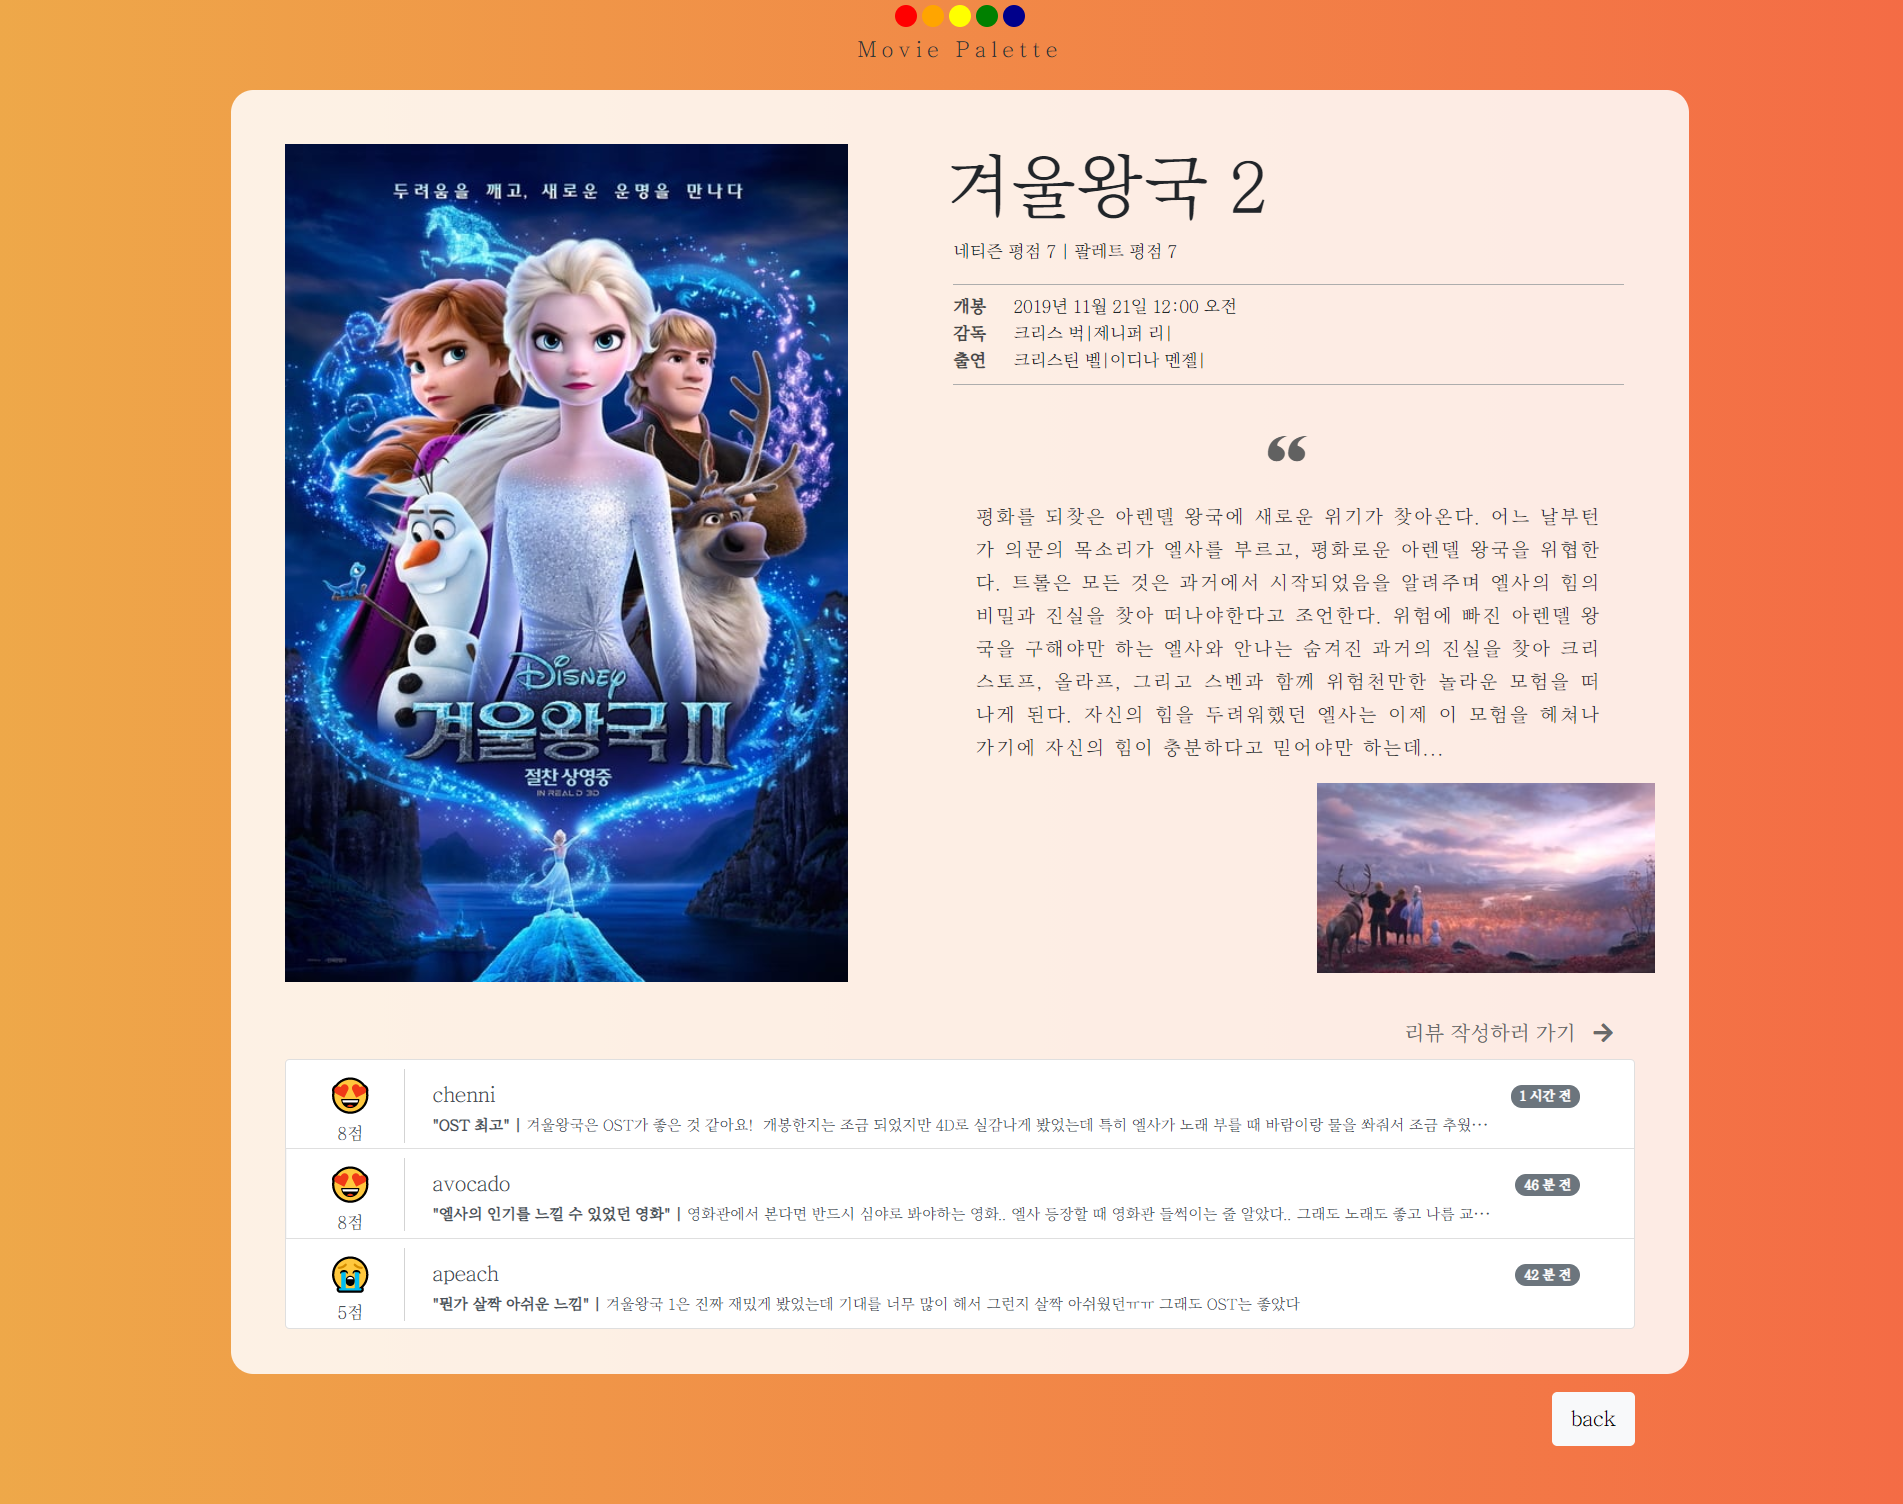 Movie Palette
두려움을 깨고, 새로운 운명을 만나다
Disney
겨울왕국 II
절찬 상영중
IN REAL D 3D
겨울왕국 2
네티즌 평점 7 | 팔레트 평점 7
개봉 2019년 11월 21일 12:00 오전
감독 크리스 벅|제니퍼 리|
출연 크리스틴 벨|이디나 멘젤|
“
평화를 되찾은 아렌델 왕국에 새로운 위기가 찾아온다. 어느 날부턴
가 의문의 목소리가 엘사를 부르고, 평화로운 아렌델 왕국을 위협한
다. 트롤은 모든 것은 과거에서 시작되었음을 알려주며 엘사의 힘의
비밀과 진실을 찾아 떠나야한다고 조언한다. 위험에 빠진 아렌델 왕
국을 구해야만 하는 엘사와 안나는 숨겨진 과거의 진실을 찾아 크리
스토프, 올라프, 그리고 스벤과 함께 위험천만한 놀라운 모험을 떠
나게 된다. 자신의 힘을 두려워했던 엘사는 이제 이 모험을 헤쳐나
가기에 자신의 힘이 충분하다고 믿어야만 하는데...
리뷰 작성하러 가기
chenni
1 시간 전
8점
"OST 최고" | 겨울왕국은 OST가 좋은 것 같아요! 개봉한지는 조금 되었지만 4D로 실감나게 봤었는데 특히 엘사가 노래 부를 때 바람이랑 물을 쏴줘서 조금 추웠…
avocado
46 분 전
8점
"엘사의 인기를 느낄 수 있었던 영화" | 영화관에서 본다면 반드시 심야로 봐야하는 영화.. 엘사 등장할 때 영화관 들썩이는 줄 알았다.. 그래도 노래도 좋고 나름 교…
apeach
42 분 전
5점
"뭔가 살짝 아쉬운 느낌" | 겨울왕국 1은 진짜 재밌게 봤었는데 기대를 너무 많이 해서 그런지 살짝 아쉬웠던ㅠㅠ 그래도 OST는 좋았다
back